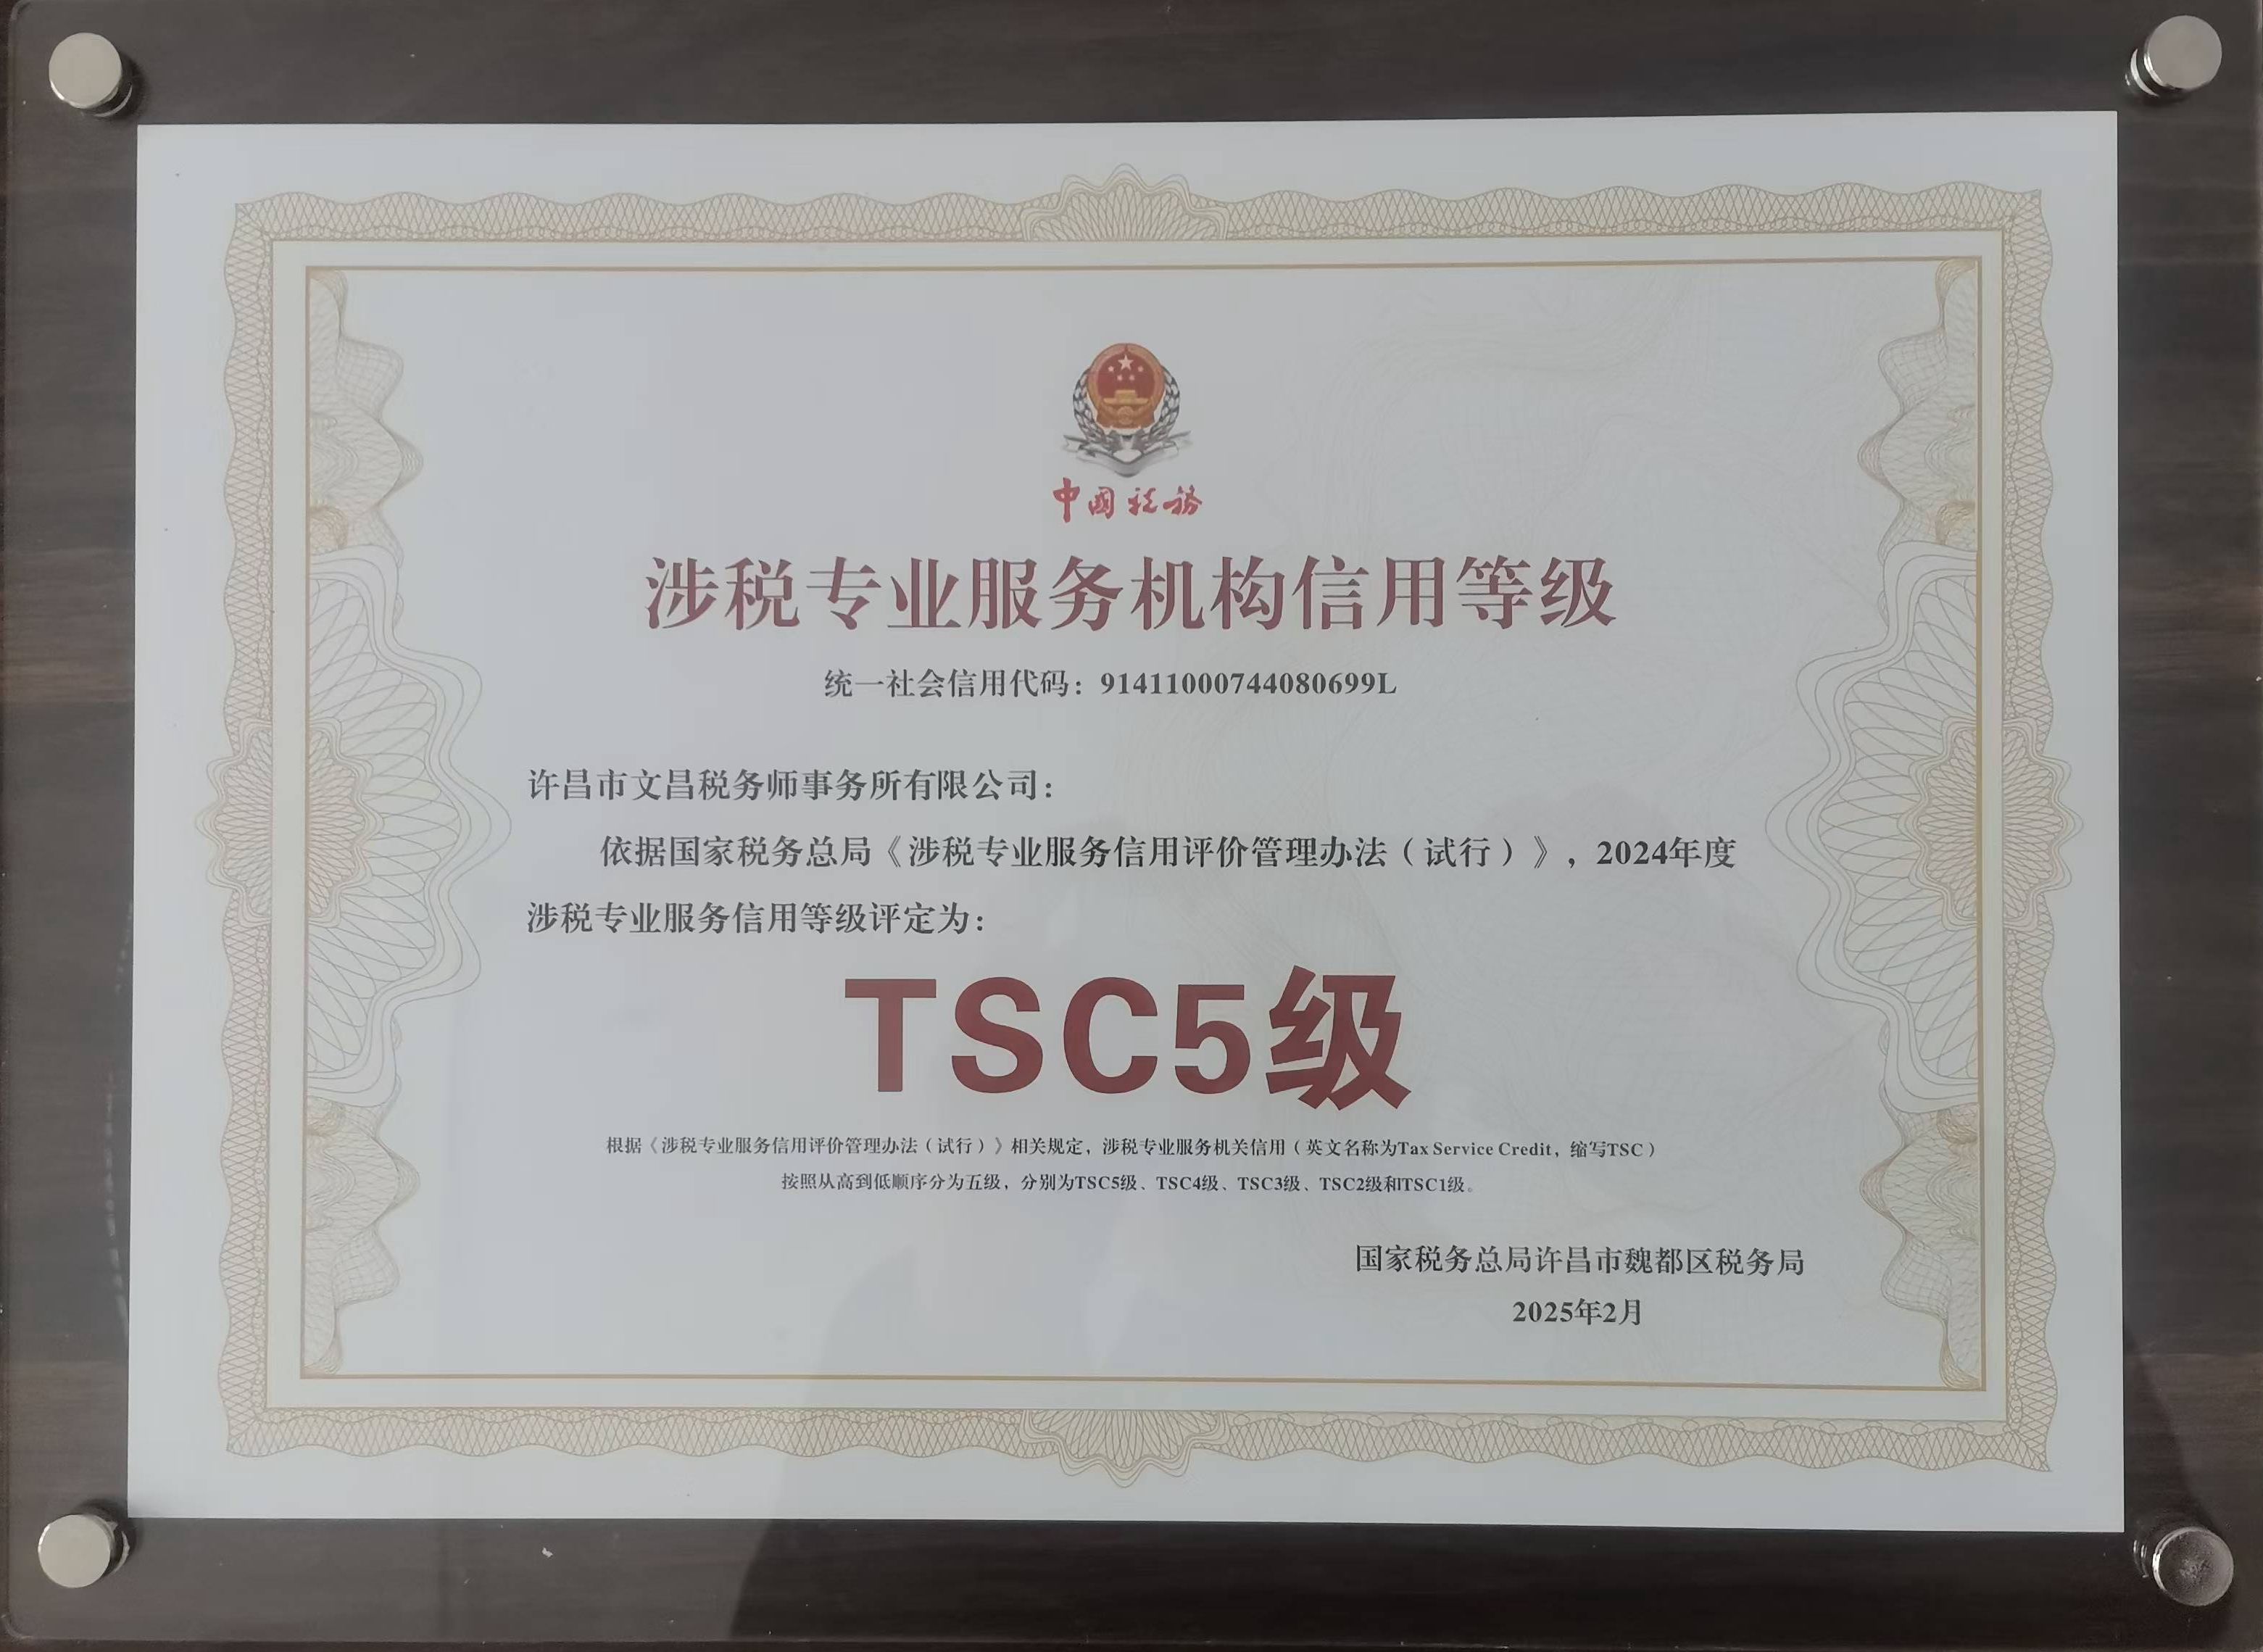 中國税務
涉税专业服务机构信用等级
统一社会信用代码：91411000744080699L
许昌市文昌税务师事务所有限公司：
依据国家税务总局《涉税专业服务信用评价管理办法（试行）》，2024年度
涉税专业服务信用等级评定为：
TSC5级
根据《涉税专业服务信用评价管理办法（试行）》相关规定，涉税专业服务机关信用（英文名称为Tax Service Credit，缩写TSC）
按照从高到低顺序分为五级，分别为TSC5级、TSC4级、TSC3级、TSC2级和TSC1级。
国家税务总局许昌市魏都区税务局
2025年2月